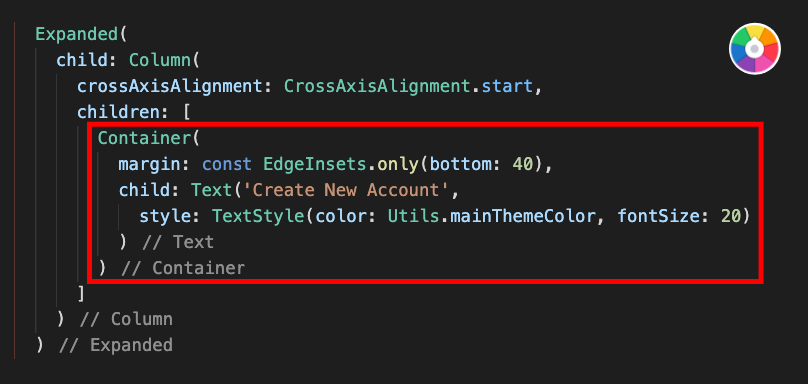 Expanded(
child: Column(
crossAxisAlignment: CrossAxisAlignment.start,
children: [
Container(
margin: const EdgeInsets.only(bottom: 40),
child: Text('Create New Account',
style: TextStyle(color: Utils.mainThemeColor, fontSize: 20)
) // Text
) // Container
]
) // Column
) // Expanded